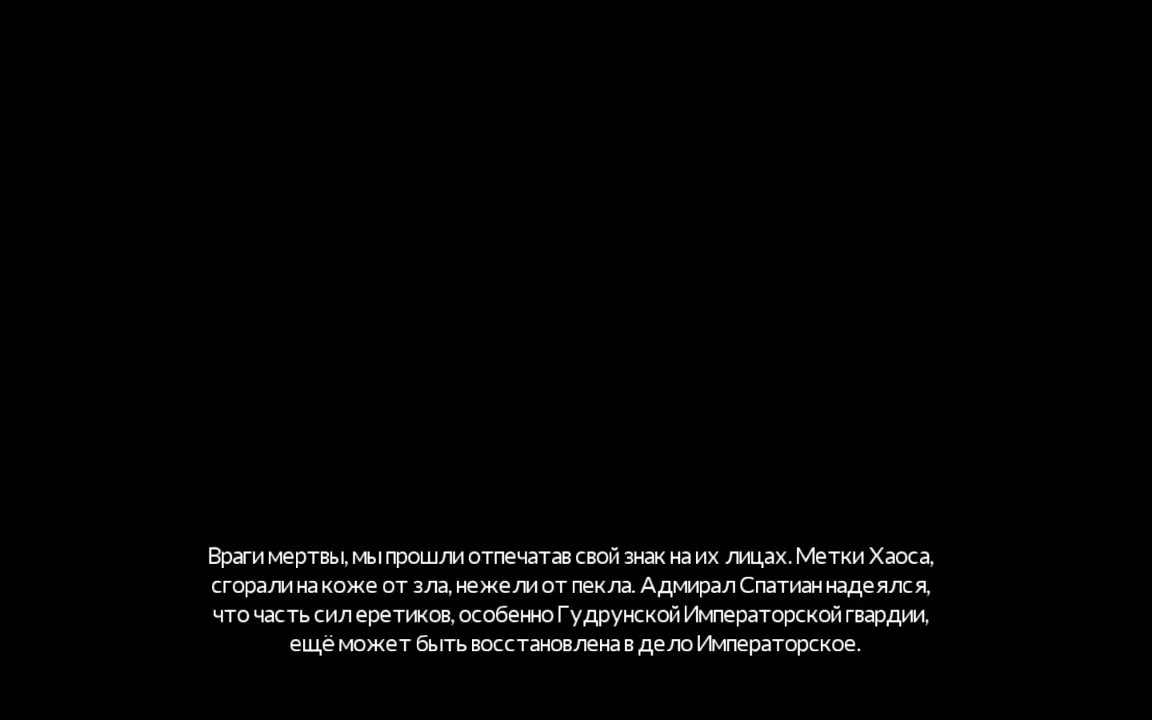 Враги мертвы, мы прошли отпечатав свой знак на их лицах. Метки Хаоса,
сгорали на коже от зла, нежели от пекла. Адмирал Спатиан надеялся,
что часть сил еретиков, особенно Гудрунской Императорской гвардии,
ещё может быть восстановлена в дело Императорское.